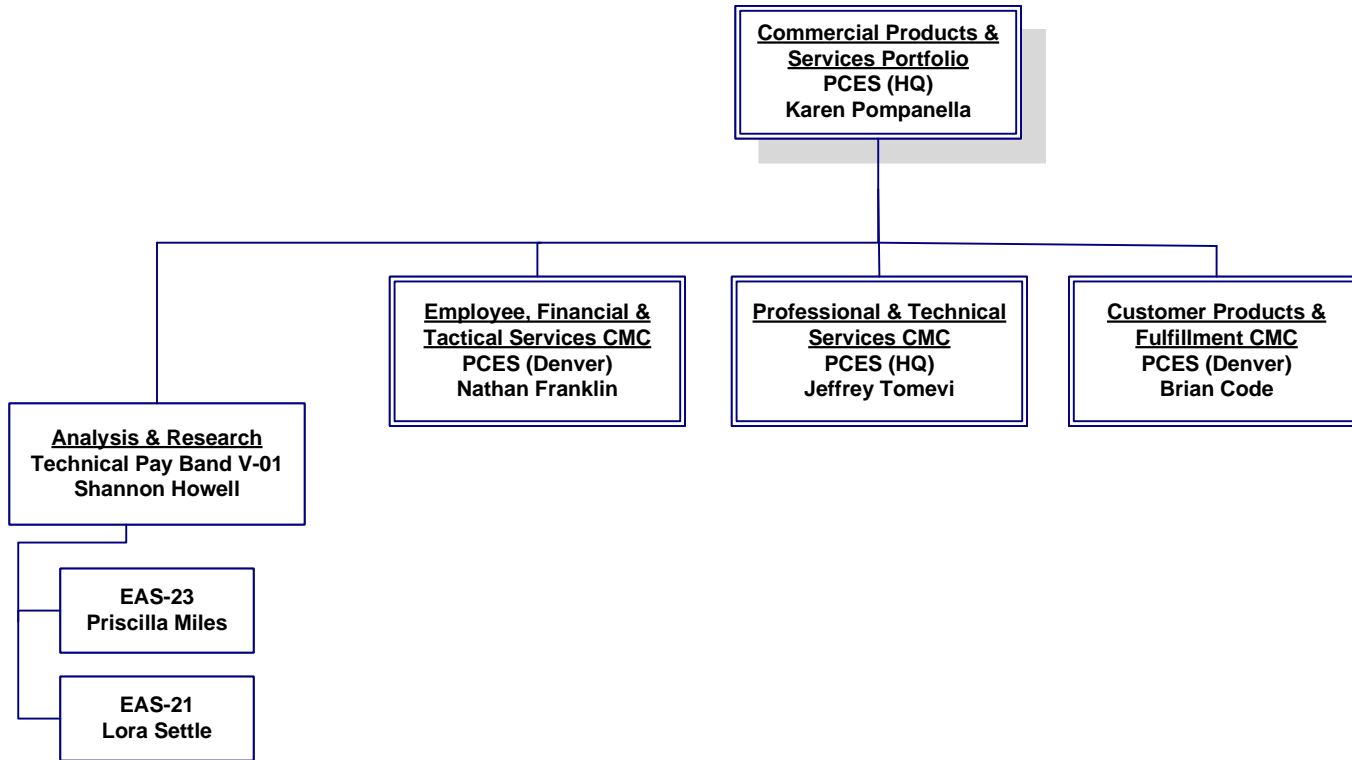 Commercial Products &
Services Portfolio
PCES (HQ)
Karen Pompanella
Employee, Financial &
Tactical Services CMC
PCES (Denver)
Nathan Franklin
Professional & Technical
Services CMC
PCES (HQ)
Jeffrey Tomevi
Customer Products &
Fulfillment CMC
PCES (Denver)
Brian Code
Analysis & Research
Technical Pay Band V-01
Shannon Howell
EAS-23
Priscilla Miles
EAS-21
Lora Settle